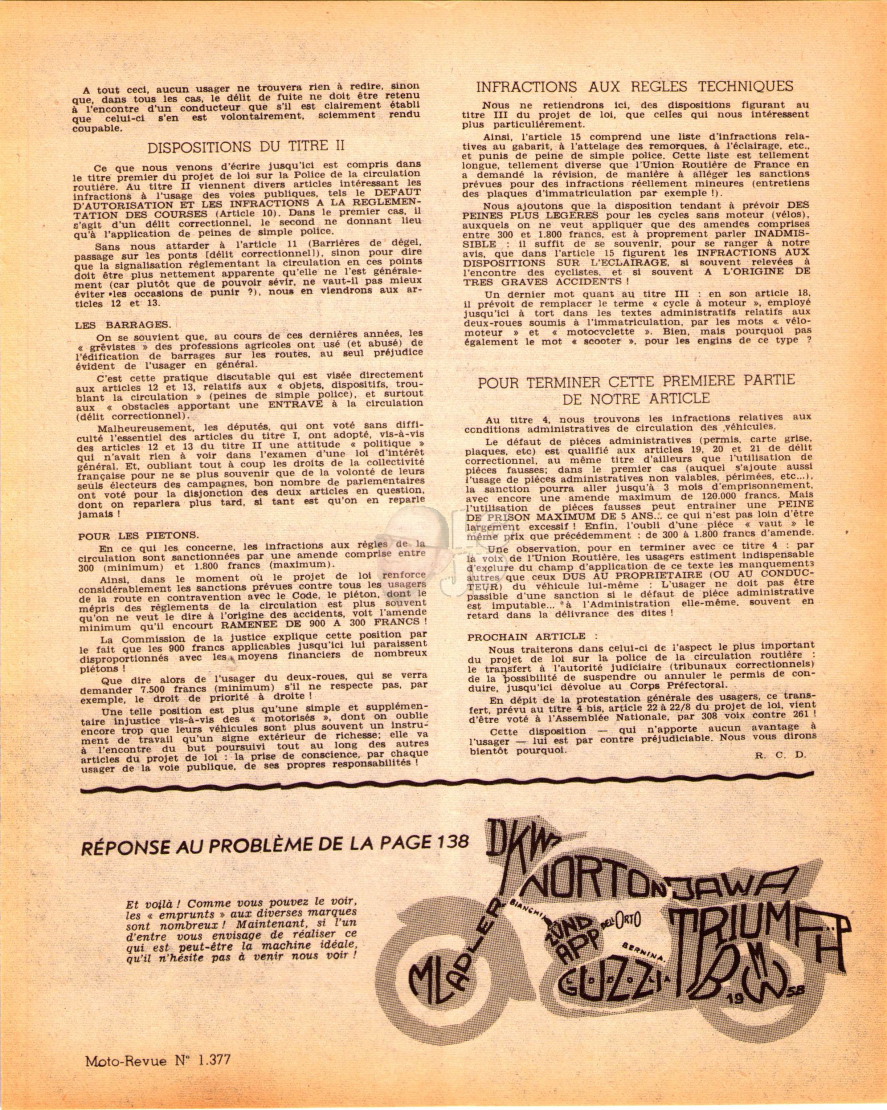 A tout ceci, aucun usager ne trouvera rien à redire, sinon
que, dans tous les cas, le délit de fuite ne doit être retenu
à l'encontre d'un conducteur que s'il est clairement établi
que celui-ci s'en est volontairement, sciemment rendu
coupable.
DISPOSITIONS DU TITRE II
Ce que nous venons d'écrire jusqu'ici est compris dans
le titre premier du projet de loi sur la Police de la circulation
routière. Au titre II viennent divers articles intéressant les
infractions à l'usage des voies publiques, tels le DEFAUT
D'AUTORISATION ET LES INFRACTIONS A LA REGLEMEN-
TATION DES COURSES (Article 10). Dans le premier cas, il
s'agit d'un délit correctionnel, le second ne donnant lieu
qu'à l'application de peines de simple police.
Sans nous attarder à l'article 11 (Barrières de dégel,
passage sur les ponts [délit correctionnel]), sinon pour dire
que la signalisation réglementant la circulation en ces points
doit être plus nettement apparente qu'elle ne l'est générale-
ment (car plutôt que de pouvoir sévir, ne vaut-il pas mieux
éviter les occasions de punir ?), nous en viendrons aux ar-
ticles 12 et 13.
LES BARRAGES.
On se souvient que, au cours de ces dernières années, les
« grévistes » des professions agricoles ont usé (et abusé) de
l'édification de barrages sur les routes, au seul préjudice
évident de l'usager en général.
C'est cette pratique discutable qui est visée directement
aux articles 12 et 13, relatifs aux « objets, dispositifs, trou-
blant la circulation » (peines de simple police), et surtout
aux « obstacles apportant une ENTRAVE à la circulation
(délit correctionnel).
Malheureusement, les députés, qui ont voté sans diffi-
culté l'essentiel des articles du titre I, ont adopté, vis-à-vis
des articles 12 et 13 du titre II une attitude « politique »
qui n'avait rien à voir dans l'examen d'une loi d'intérêt
général. Et, oubliant tout à coup les droits de la collectivité
française pour ne se plus souvenir que de la volonté de leurs
seuls électeurs des campagnes, bon nombre de parlementaires
ont voté pour la disjonction des deux articles en question,
dont on reparlera plus tard, si tant est qu'on en reparle
jamais !
POUR LES PIETONS.
En ce qui les concerne, les infractions aux règles de la
circulation sont sanctionnées par une amende comprise entre
300 (minimum) et 1.800 francs (maximum).
Ainsi, dans le moment où le projet de loi renforce
considérablement les sanctions prévues contre tous les usagers
de la route en contravention avec le Code, le piéton, dont le
mépris des règlements de la circulation est plus souvent
qu'on ne veut le dire à l'origine des accidents, voit l'amende
minimum qu'il encourt RAMENEE DE 900 A 300 FRANCS !
La Commission de la justice explique cette position par
le fait que les 900 francs applicables jusqu'ici lui paraissent
disproportionnés avec les moyens financiers de nombreux
piétons !
Que dire alors de l'usager du deux-roues, qui se verra
demander 7.500 francs (minimum) s'il ne respecte pas, par
exemple, le droit de priorité à droite !
Une telle position est plus qu'une simple et supplémen-
taire injustice vis-à-vis des « motorisés », dont on oublie
encore trop que leurs véhicules sont plus souvent un instru-
ment de travail qu'un signe extérieur de richesse; elle va
à l'encontre du but poursuivi tout au long des autres
articles du projet de loi : la prise de conscience, par chaque
usager de la voie publique, de ses propres responsabilités !
INFRACTIONS AUX REGLES TECHNIQUES
Nous ne retiendrons ici, des dispositions figurant au
titre III du projet de loi, que celles qui nous intéressent
plus particulièrement.
Ainsi, l'article 15 comprend une liste d'infractions rela-
tives au gabarit, à l'attelage des remorques, à l'éclairage, etc.,
et punis de peine de simple police. Cette liste est tellement
longue, tellement diverse que l'Union Routière de France en
a demandé la révision, de manière à alléger les sanctions
prévues pour des infractions réellement mineures (entretiens
des plaques d'immatriculation par exemple !).
Nous ajoutons que la disposition tendant à prévoir DES
PEINES PLUS LEGERES pour les cycles sans moteur (vélos),
auxquels on ne veut appliquer que des amendes comprises
entre 300 et 1.800 francs, est à proprement parler INADMIS-
SIBLE : il suffit de se souvenir, pour se ranger à notre
avis, que dans l'article 15 figurent les INFRACTIONS AUX
DISPOSITIONS SUR L'ECLAIRAGE, si souvent relevées à
l'encontre des cyclistes, et si souvent A L'ORIGINE DE
TRES GRAVES ACCIDENTS !
Un dernier mot quant au titre III : en son article 18,
il prévoit de remplacer le terme « cycle à moteur », employé
jusqu'ici à tort dans les textes administratifs relatifs aux
deux-roues soumis à l'immatriculation, par les mots « vélo-
moteur » et « motocyclette ». Bien, mais pourquoi pas
également le mot « scooter », pour les engins de ce type ?
POUR TERMINER CETTE PREMIERE PARTIE
DE NOTRE ARTICLE
Au titre 4, nous trouvons les infractions relatives aux
conditions administratives de circulation des véhicules.
Le défaut de pièces administratives (permis, carte grise,
plaques, etc) est qualifié aux articles 19, 20 et 21 de délit
correctionnel, au même titre d'ailleurs que l'utilisation de
pièces fausses; dans le premier cas (auquel s'ajoute aussi
l'usage de pièces administratives non valables, périmées, etc...),
la sanction pourra aller jusqu'à 3 mois d'emprisonnement,
avec encore une amende maximum de 120.000 francs. Mais
l'utilisation de pièces fausses peut entraîner une PEINE
DE PRISON MAXIMUM DE 5 ANS... ce qui n'est pas loin d'être
largement excessif ! Enfin, l'oubli d'une pièce « vaut » le
même prix que précédemment : de 300 à 1.800 francs d'amende.
Une observation, pour en terminer avec ce titre 4 : par
la voix de l'Union Routière, les usagers estiment indispensable
d'exclure du champ d'application de ce texte les manquements
autres que ceux DUS AU PROPRIETAIRE (OU AU CONDUC-
TEUR) du véhicule lui-même : L'usager ne doit pas être
passible d'une sanction si le défaut de pièce administrative
est imputable... à l'Administration elle-même, souvent en
retard dans la délivrance des dites !
PROCHAIN ARTICLE :
Nous traiterons dans celui-ci de l'aspect le plus important
du projet de loi sur la police de la circulation routière :
le transfert à l'autorité judiciaire (tribunaux correctionnels)
de la possibilité de suspendre ou annuler le permis de con-
duire, jusqu'ici dévolue au Corps Préfectoral.
En dépit de la protestation générale des usagers, ce trans-
fert, prévu au titre 4 bis, article 22 à 22/8 du projet de loi, vient
d'être voté à l'Assemblée Nationale, par 308 voix contre 261 !
Cette disposition — qui n'apporte aucun avantage à
l'usager — lui est par contre préjudiciable. Nous vous dirons
bientôt pourquoi.
R. C. D.
RÉPONSE AU PROBLÈME DE LA PAGE 138
Et voilà ! Comme vous pouvez le voir,
les « emprunts » aux diverses marques
sont nombreux ! Maintenant, si l'un
d'entre vous envisage de réaliser ce
qui est peut-être la machine idéale,
qu'il n'hésite pas à venir nous voir !
DKW
NORTON
JAWA
BIANCHI
ZUND
APP
DELL'ORTO
TRIUMPH
BERNINA.
ADLER
ML
GUZZI
BMW
1958
Moto-Revue N° 1.377